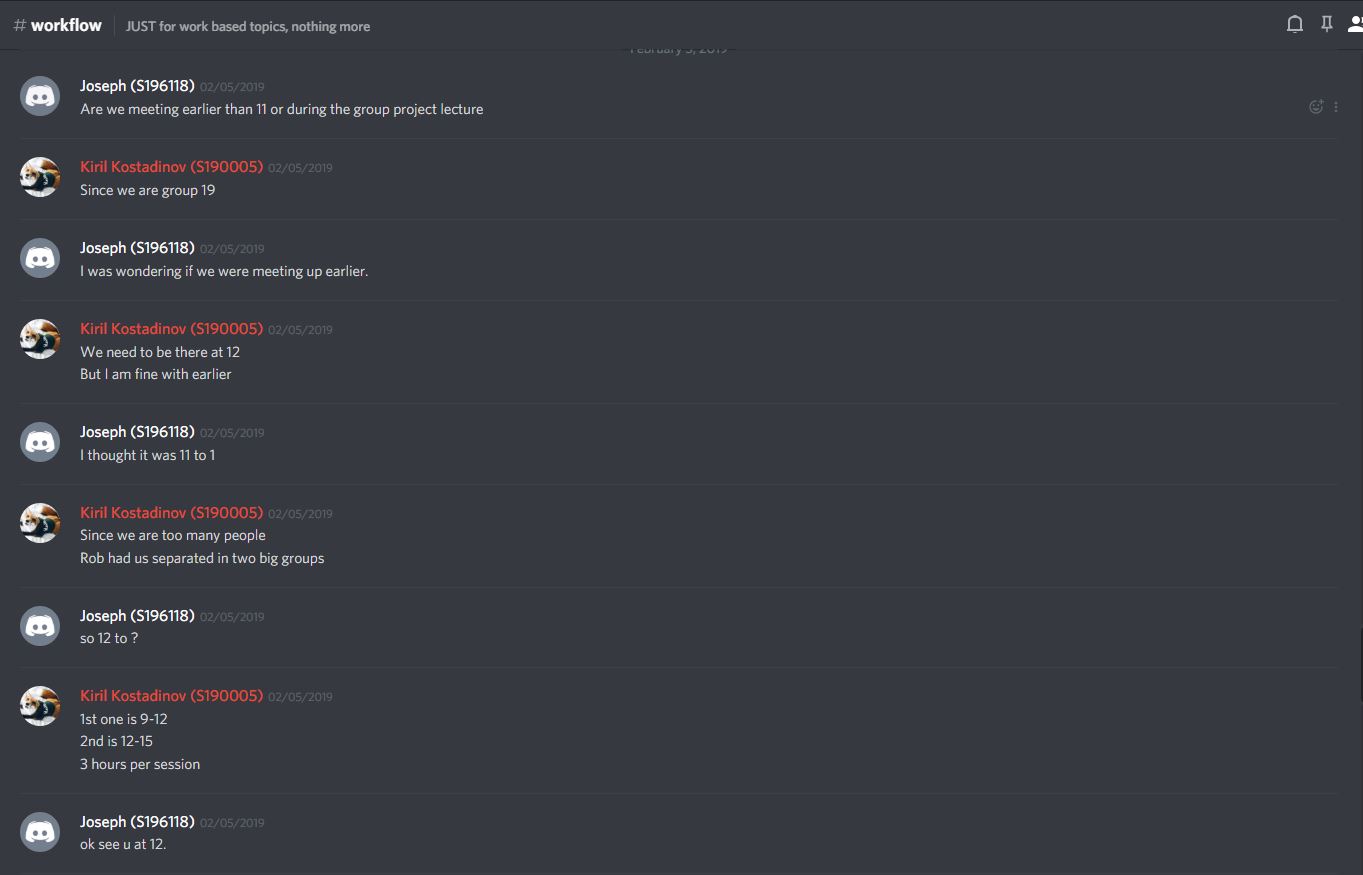 # workflow JUST for work based topics, nothing more
February 5, 2019
Joseph (S196118) 02/05/2019
Are we meeting earlier than 11 or during the group project lecture
Kiril Kostadinov (S190005) 02/05/2019
Since we are group 19
Joseph (S196118) 02/05/2019
I was wondering if we were meeting up earlier.
Kiril Kostadinov (S190005) 02/05/2019
We need to be there at 12
But I am fine with earlier
Joseph (S196118) 02/05/2019
I thought it was 11 to 1
Kiril Kostadinov (S190005) 02/05/2019
Since we are too many people
Rob had us separated in two big groups
Joseph (S196118) 02/05/2019
so 12 to ?
Kiril Kostadinov (S190005) 02/05/2019
1st one is 9-12
2nd is 12-15
3 hours per session
Joseph (S196118) 02/05/2019
ok see u at 12.